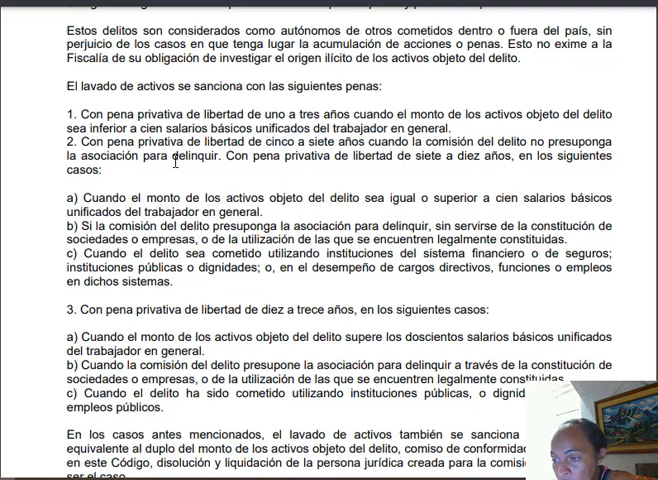 Estos delitos son considerados como autónomos de otros cometidos dentro o fuera del país, sin
perjuicio de los casos en que tenga lugar la acumulación de acciones o penas. Esto no exime a la
Fiscalía de su obligación de investigar el origen ilícito de los activos objeto del delito.
El lavado de activos se sanciona con las siguientes penas:
1. Con pena privativa de libertad de uno a tres años cuando el monto de los activos objeto del delito
sea inferior a cien salarios básicos unificados del trabajador en general.
2. Con pena privativa de libertad de cinco a siete años cuando la comisión del delito no presuponga
la asociación para delinquir. Con pena privativa de libertad de siete a diez años, en los siguientes
casos:
a) Cuando el monto de los activos objeto del delito sea igual o superior a cien salarios básicos
unificados del trabajador en general.
b) Si la comisión del delito presuponga la asociación para delinquir, sin servirse de la constitución de
sociedades o empresas, o de la utilización de las que se encuentren legalmente constituidas.
c) Cuando el delito sea cometido utilizando instituciones del sistema financiero o de seguros;
instituciones públicas o dignidades; o, en el desempeño de cargos directivos, funciones o empleos
en dichos sistemas.
3. Con pena privativa de libertad de diez a trece años, en los siguientes casos:
a) Cuando el monto de los activos objeto del delito supere los doscientos salarios básicos unificados
del trabajador en general.
b) Cuando la comisión del delito presupone la asociación para delinquir a través de la constitución de
sociedades o empresas, o de la utilización de las que se encuentren legalmente constituidas.
c) Cuando el delito ha sido cometido utilizando instituciones públicas, o dignid
empleos públicos.
En los casos antes mencionados, el lavado de activos también se sanciona
equivalente al duplo del monto de los activos objeto del delito, comiso de conformidad
en este Código, disolución y liquidación de la persona jurídica creada para la comisi
ser el caso